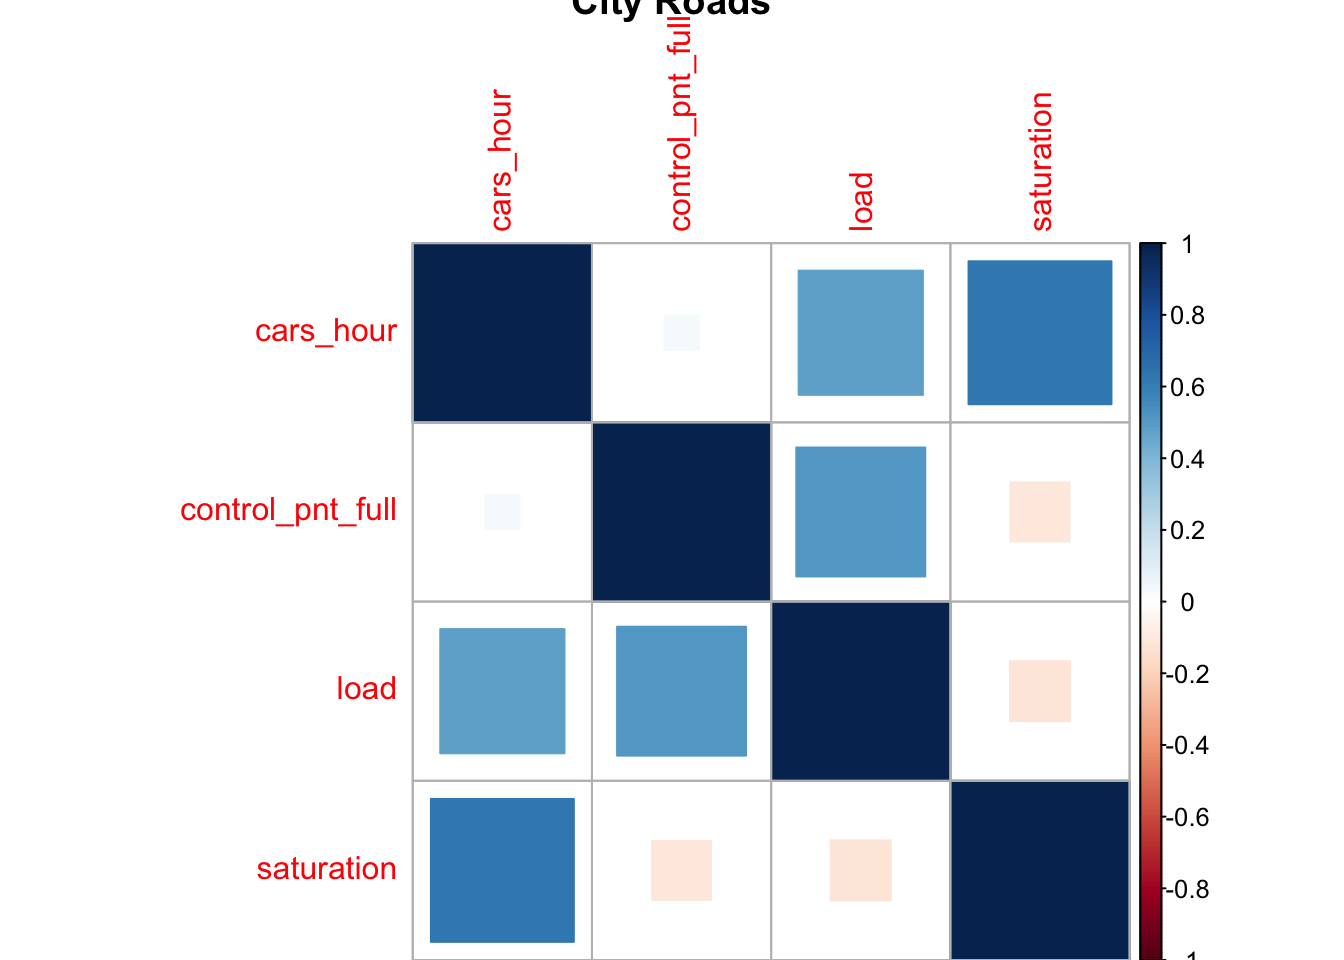 City Roads
cars_hour
control_pnt_full
load
saturation
cars_hour
control_pnt_full
load
saturation
1
0.8
0.6
0.4
0.2
0
-0.2
-0.4
-0.6
-0.8
-1